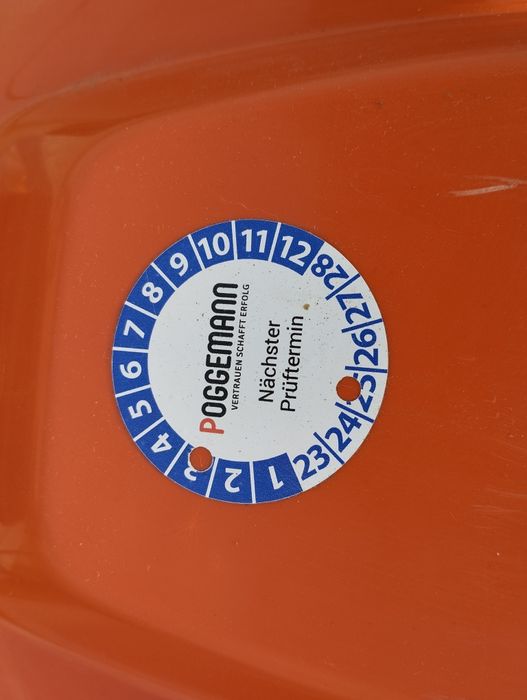 POGGEMANN
VERTRAUEN SCHAFFT ERFOLG
Nächster
Prüftermin
1 2 3 4 5 6 7 8 9 10 11 12
23 24 25 26 27 28